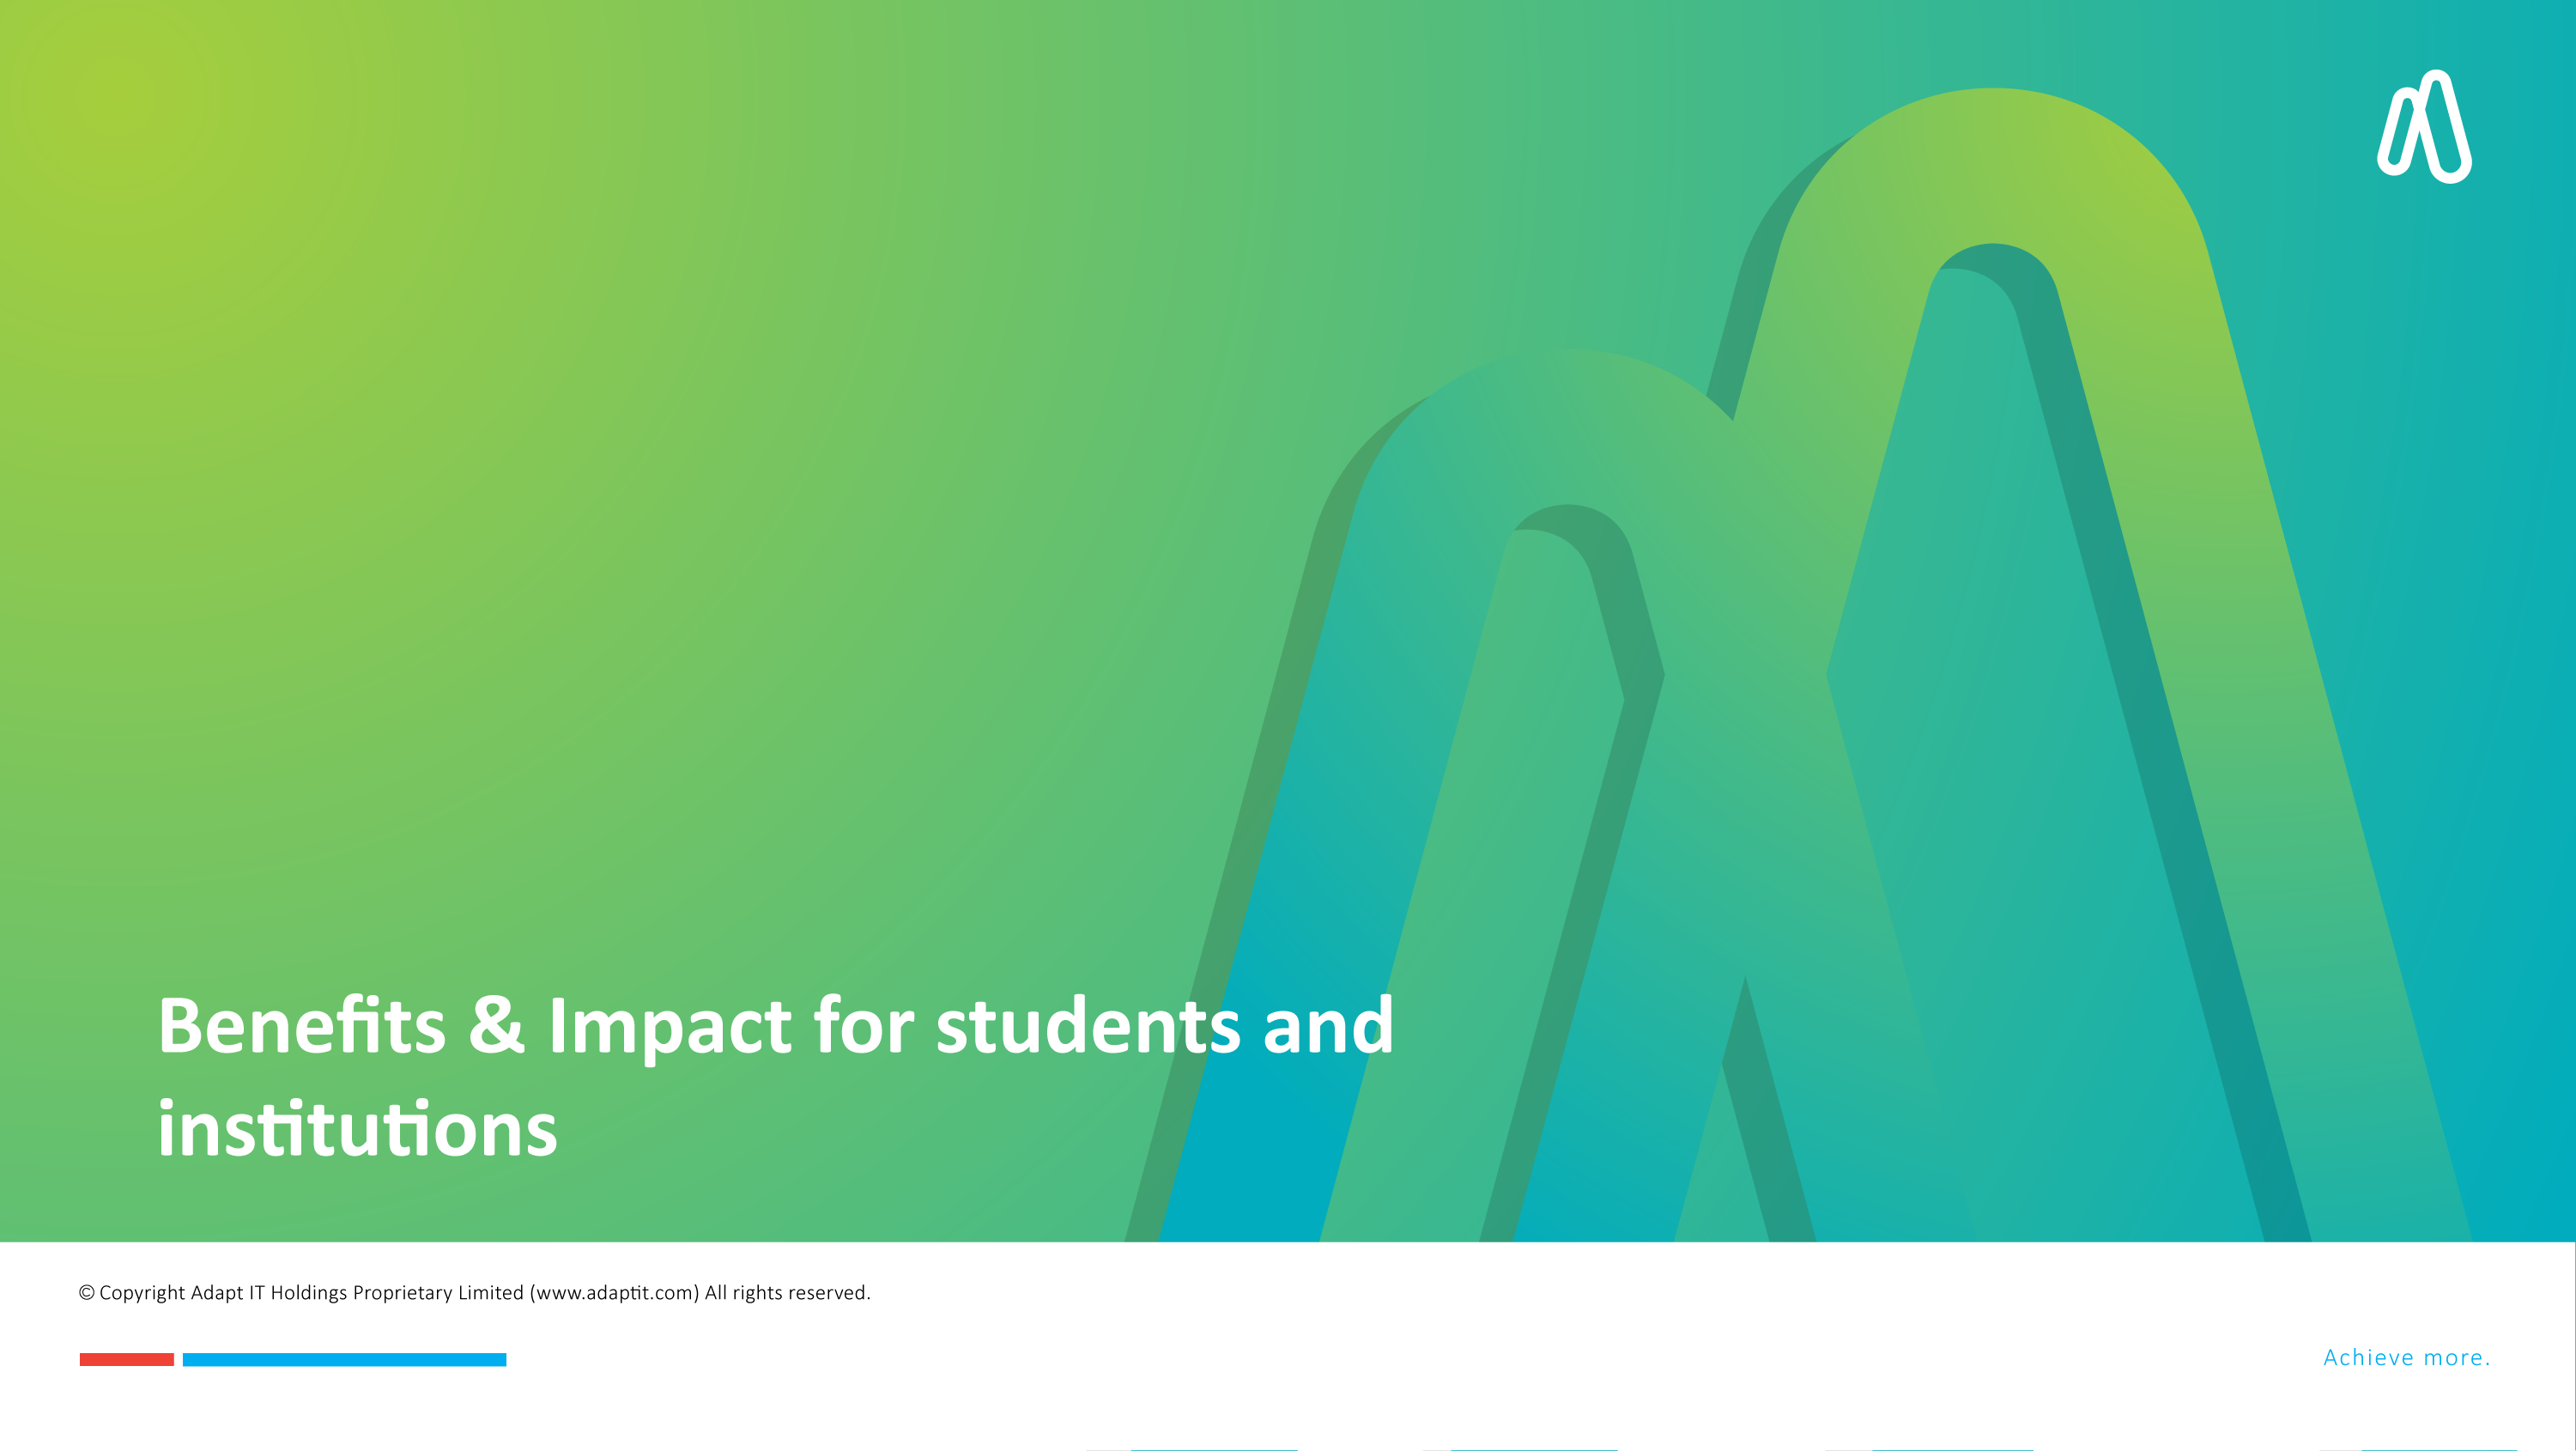 Benefits & Impact for students and
institutions
© Copyright Adapt IT Holdings Proprietary Limited (www.adaptit.com) All rights reserved.
Achieve more.